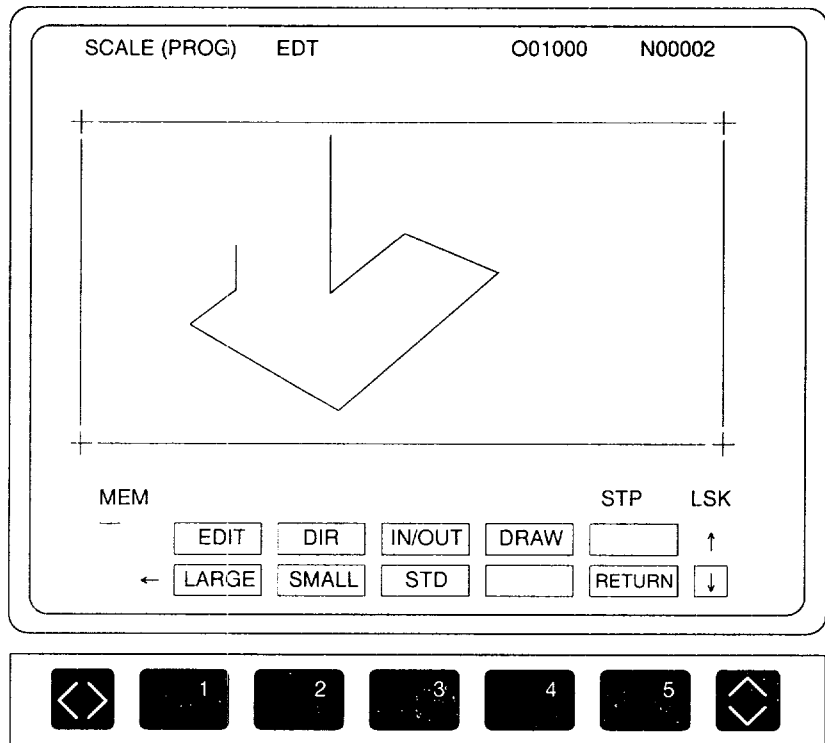 SCALE (PROG) EDT O01000 N00002
MEM STP LSK
EDIT DIR IN/OUT DRAW ↑
← LARGE SMALL STD RETURN ↓
1 2 3 4 5